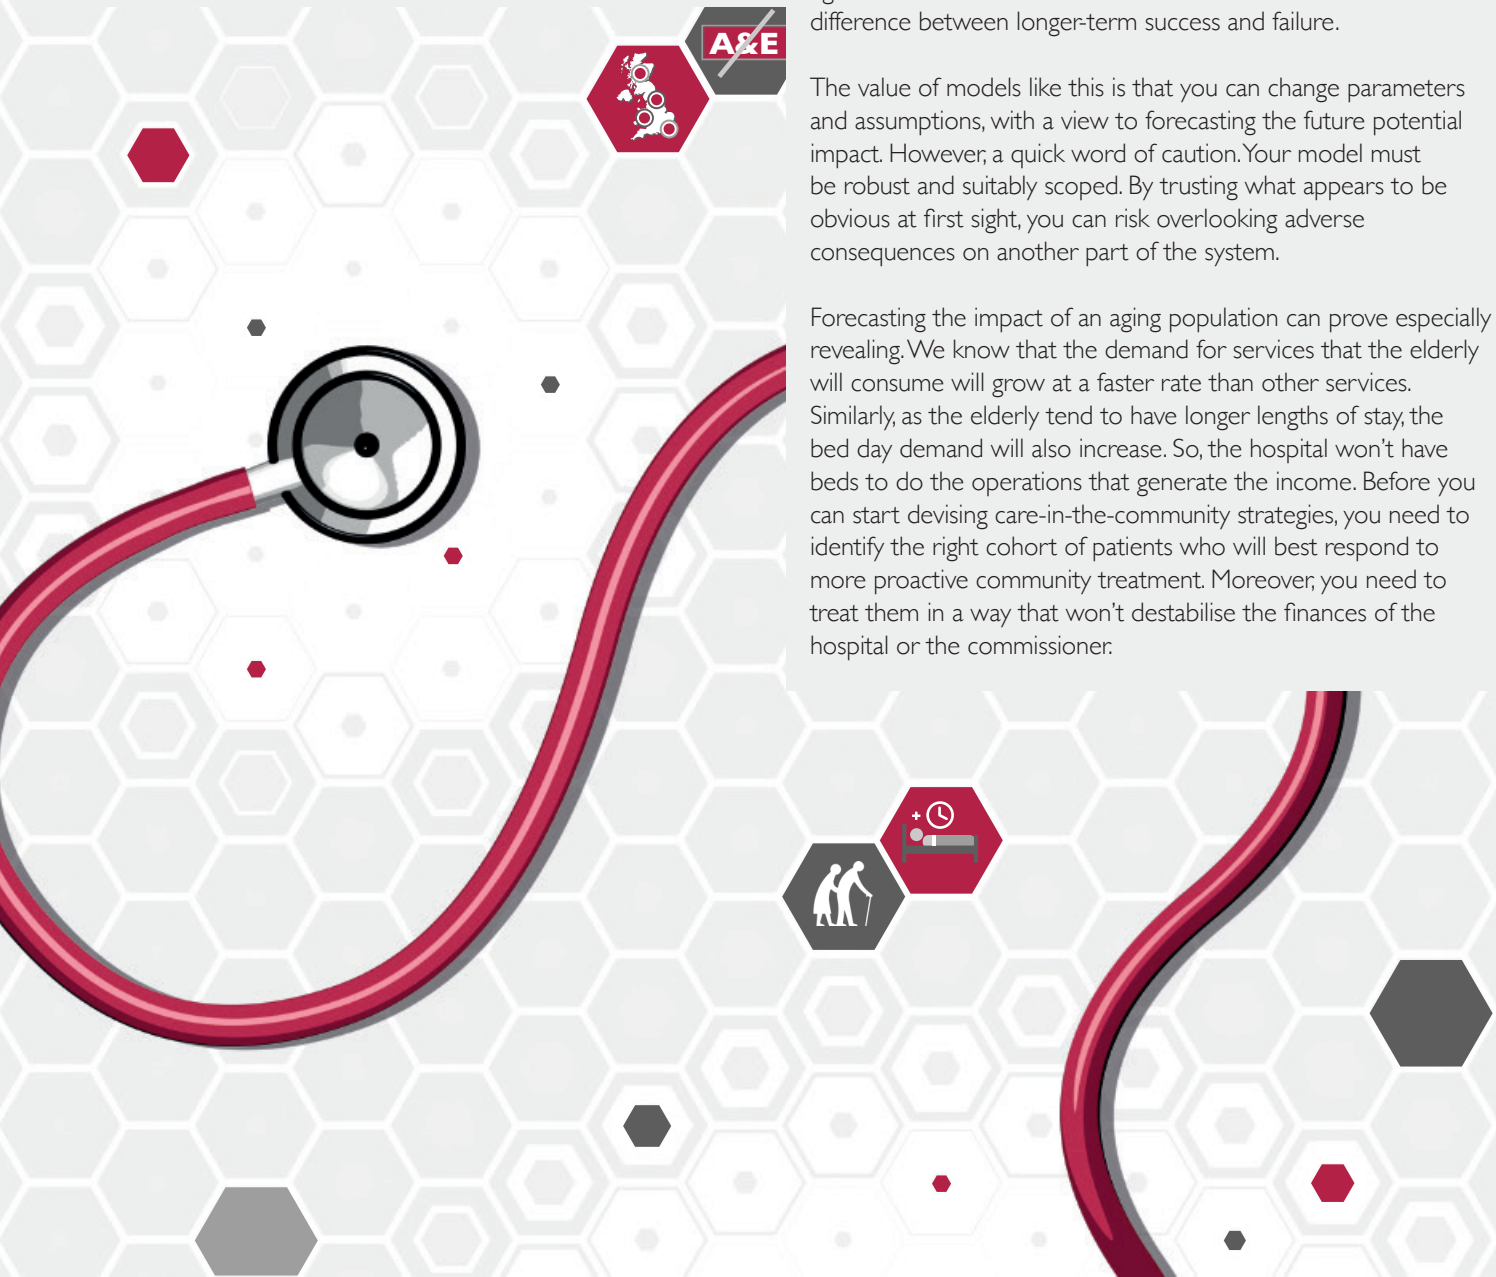 A&E
difference between longer-term success and failure.
The value of models like this is that you can change parameters
and assumptions, with a view to forecasting the future potential
impact. However, a quick word of caution. Your model must
be robust and suitably scoped. By trusting what appears to be
obvious at first sight, you can risk overlooking adverse
consequences on another part of the system.
Forecasting the impact of an aging population can prove especially
revealing. We know that the demand for services that the elderly
will consume will grow at a faster rate than other services.
Similarly, as the elderly tend to have longer lengths of stay, the
bed day demand will also increase. So, the hospital won't have
beds to do the operations that generate the income. Before you
can start devising care-in-the-community strategies, you need to
identify the right cohort of patients who will best respond to
more proactive community treatment. Moreover, you need to
treat them in a way that won't destabilise the finances of the
hospital or the commissioner.